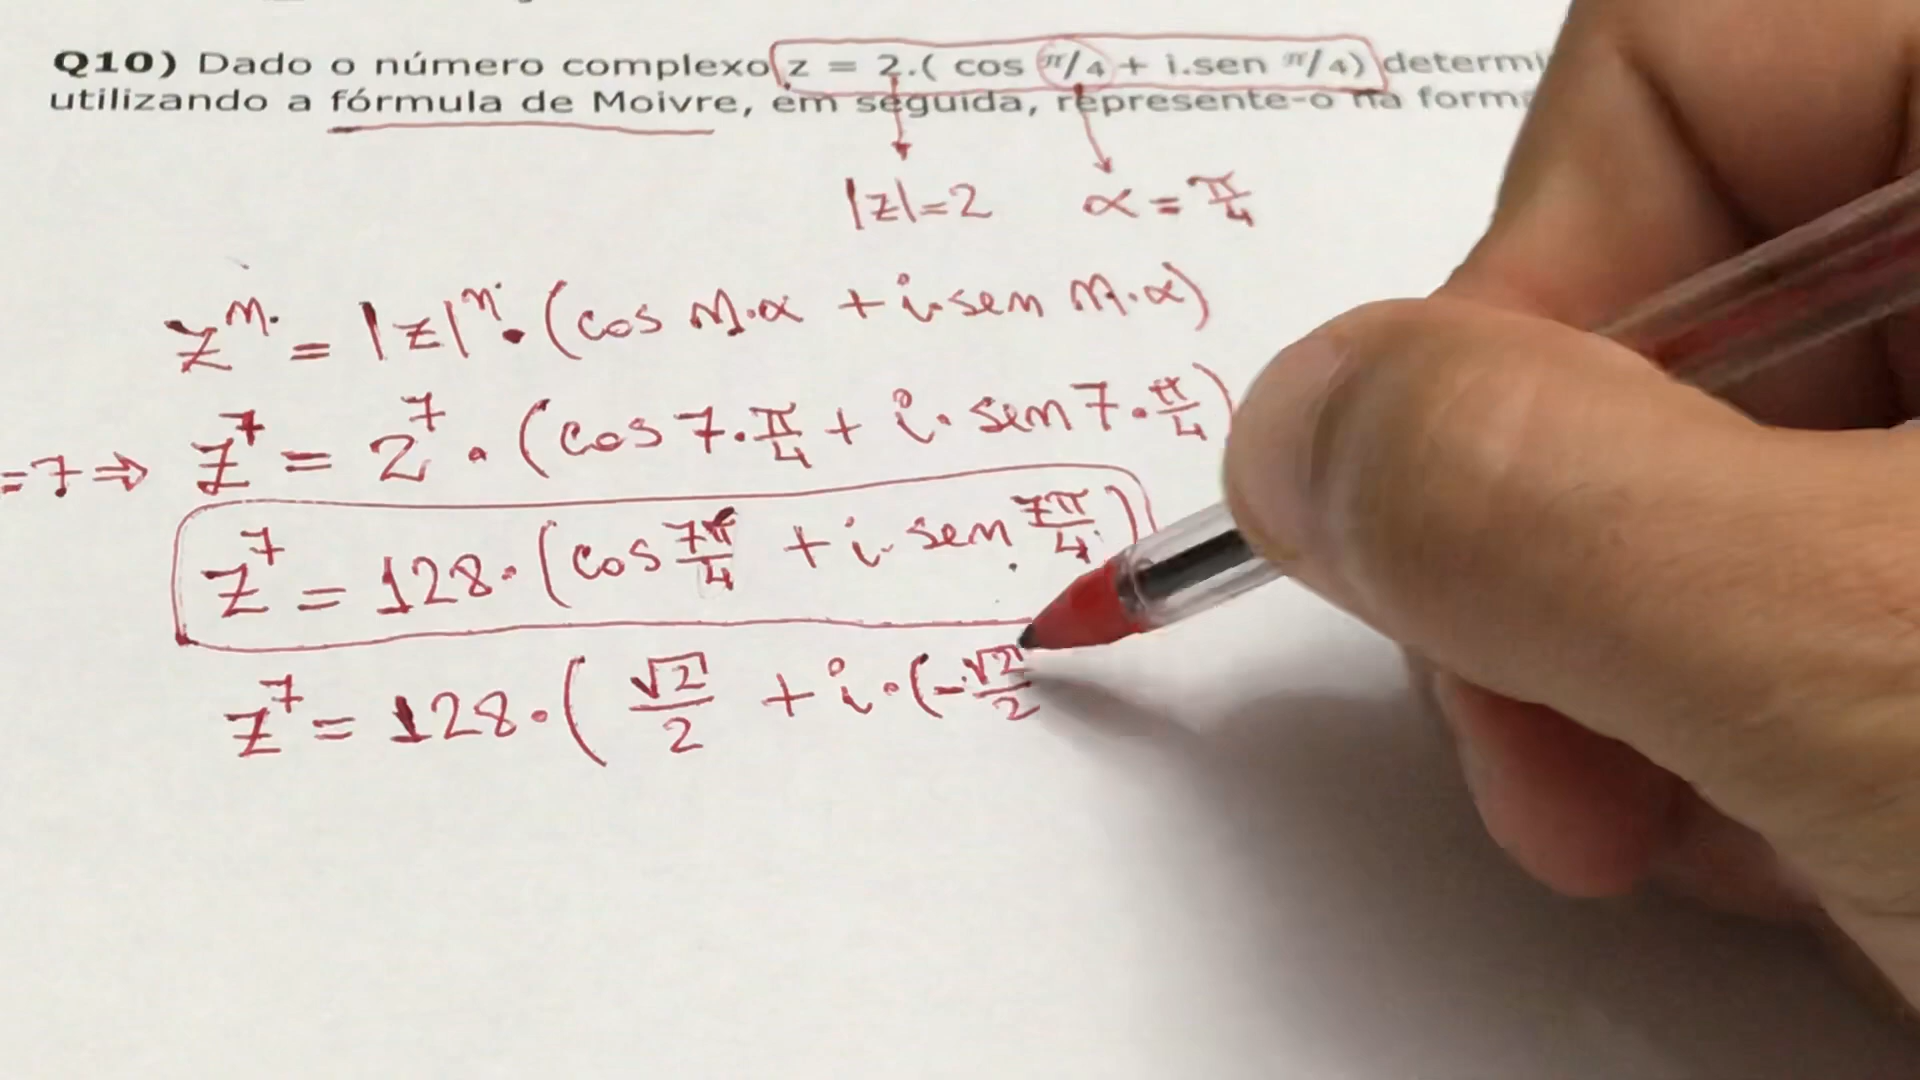 Q10) Dado o número complexo z = 2.( cos π/4 + i.sen π/4) determi
utilizando a fórmula de Moivre, em seguida, represente-o na form
|z|=2 α = π/4
z^n = |z|^n · (cos n·α + i·sen n·α)
=7 ⇒ z^7 = 2^7 · (cos 7·π/4 + i· sen 7·π/4)
z^7 = 128·(cos 7π/4 + i· sen 7π/4)
z^7 = 128·( √2/2 + i·(-√2/2